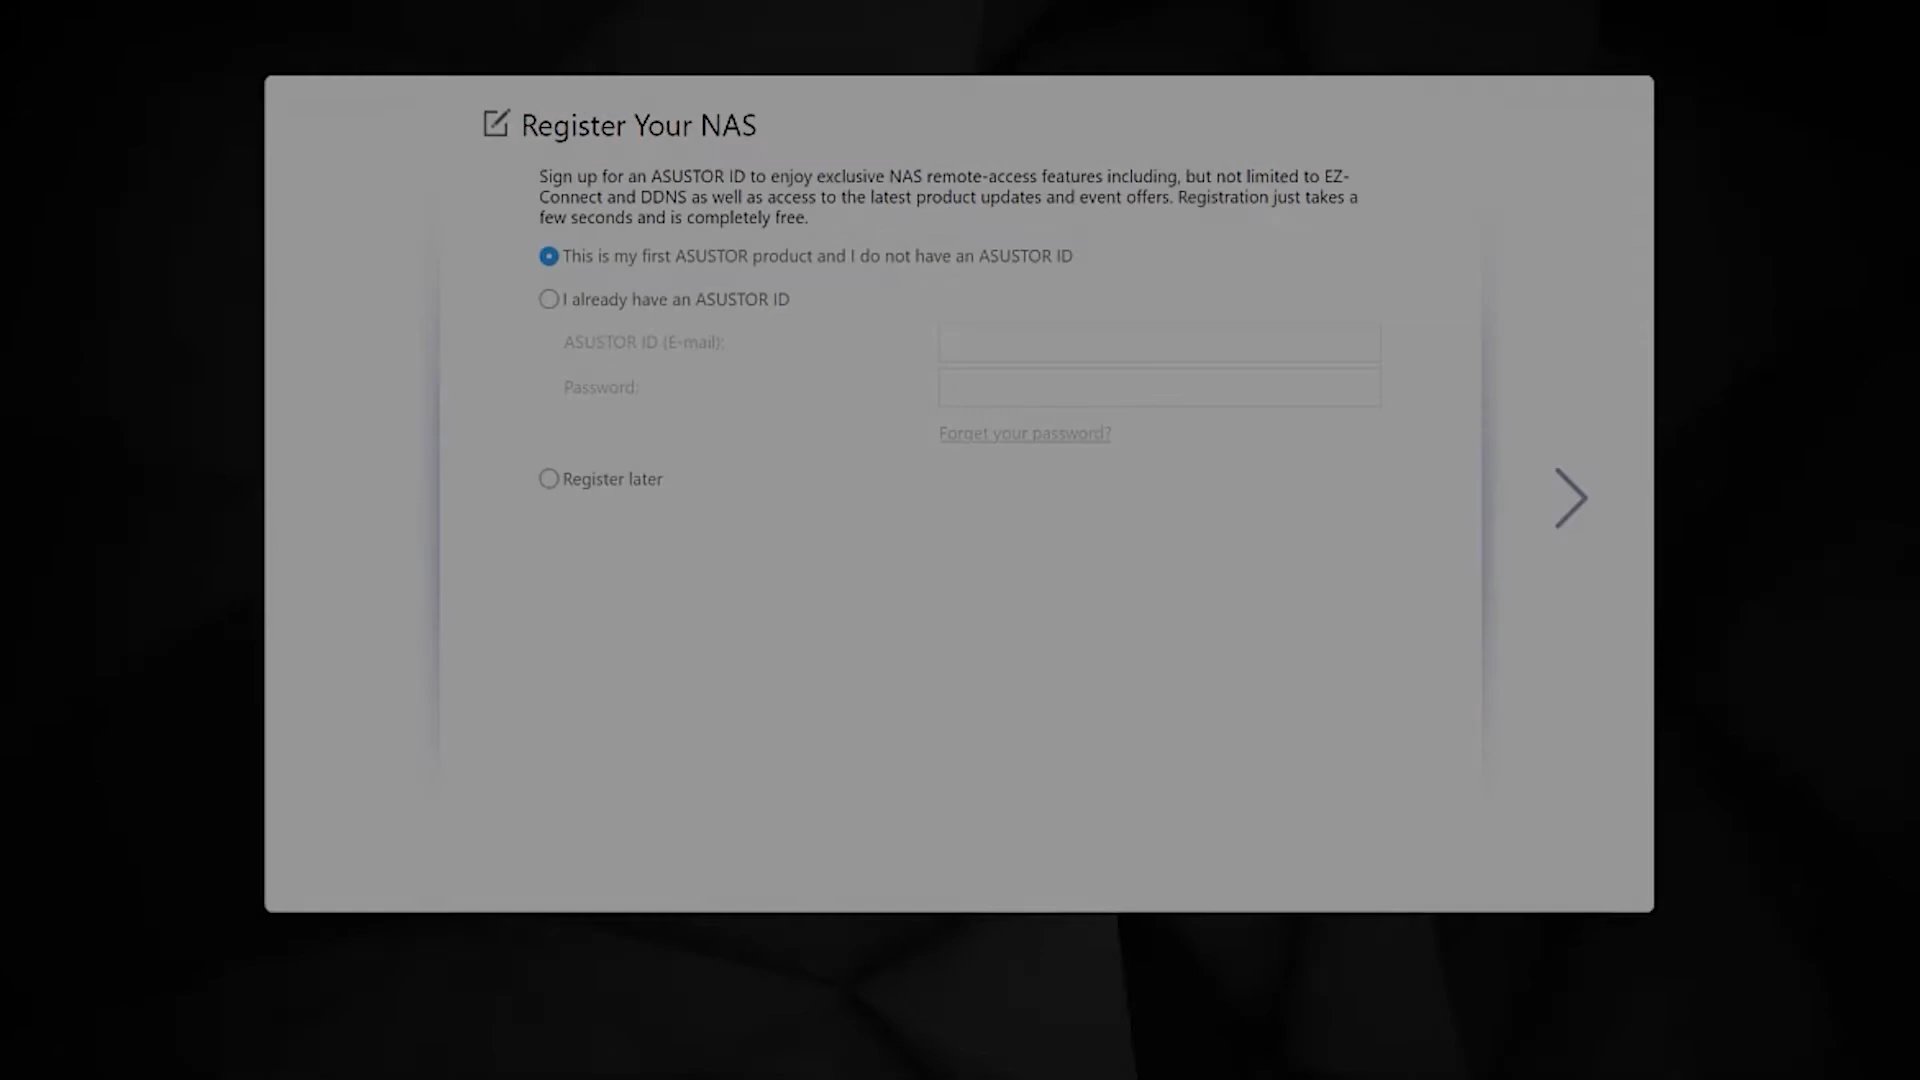 Register Your NAS
Sign up for an ASUSTOR ID to enjoy exclusive NAS remote-access features including, but not limited to EZ-
Connect and DDNS as well as access to the latest product updates and event offers. Registration just takes a
few seconds and is completely free.
This is my first ASUSTOR product and I do not have an ASUSTOR ID
I already have an ASUSTOR ID
ASUSTOR ID (E-mail):
Password:
Forget your password?
Register later